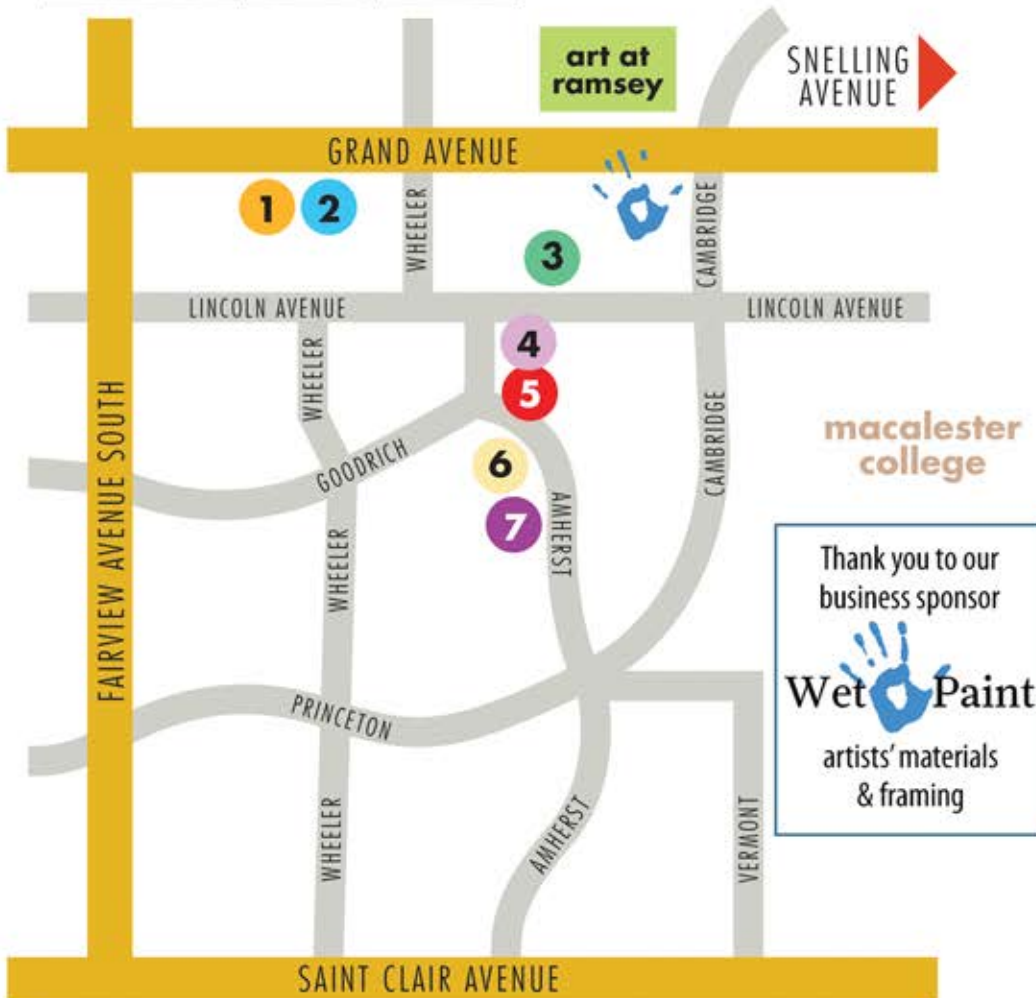 art at
ramsey
SNELLING
AVENUE
GRAND AVENUE
1
2
WHEELER
3
CAMBRIDGE
LINCOLN AVENUE
LINCOLN AVENUE
WHEELER
4
5
GOODRICH
6
7
AMHERST
CAMBRIDGE
macalester
college
FAIRVIEW AVENUE SOUTH
WHEELER
PRINCETON
Thank you to our
business sponsor
Wet Paint
artists' materials
& framing
WHEELER
AMHERST
VERMONT
SAINT CLAIR AVENUE